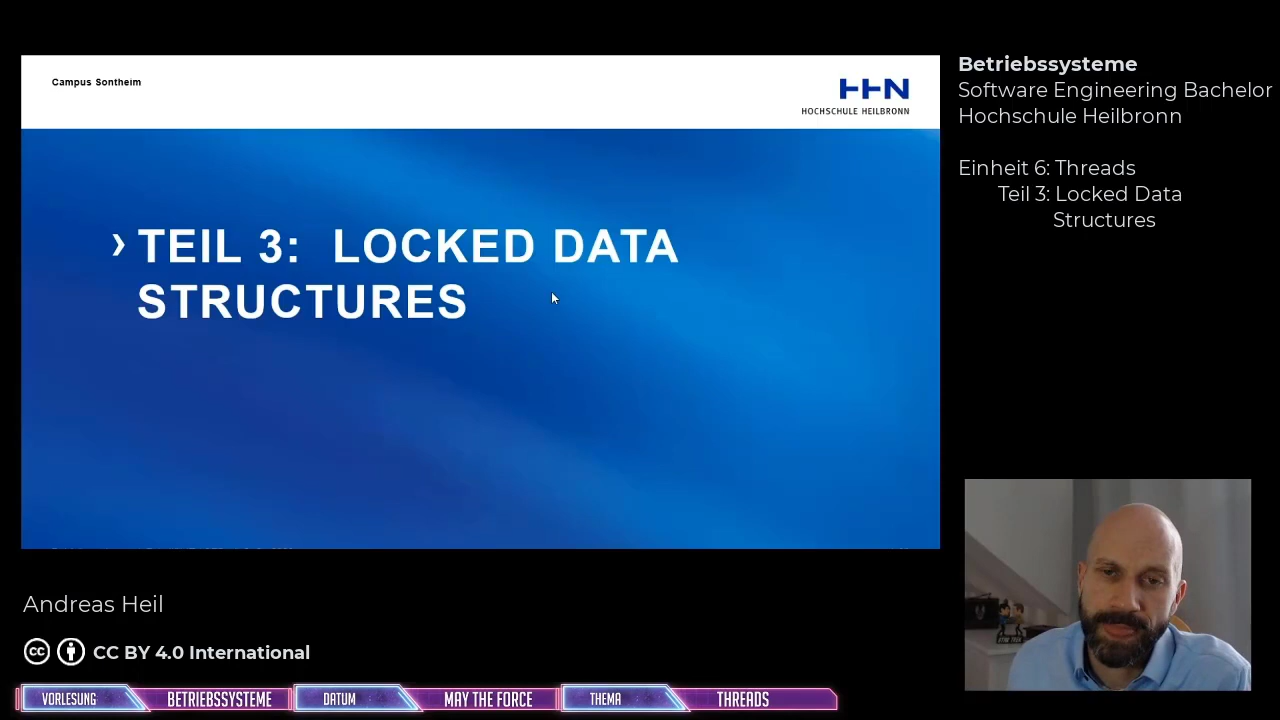 Campus Sontheim
HHN
HOCHSCHULE HEILBRONN
› TEIL 3: LOCKED DATA
STRUCTURES
Betriebssysteme
Software Engineering Bachelor
Hochschule Heilbronn
Einheit 6: Threads
Teil 3: Locked Data
Structures
STAR TREK
Andreas Heil
CC BY 4.0 International
VORLESUNG BETRIEBSSYSTEME DATUM MAY THE FORCE THEMA THREADS